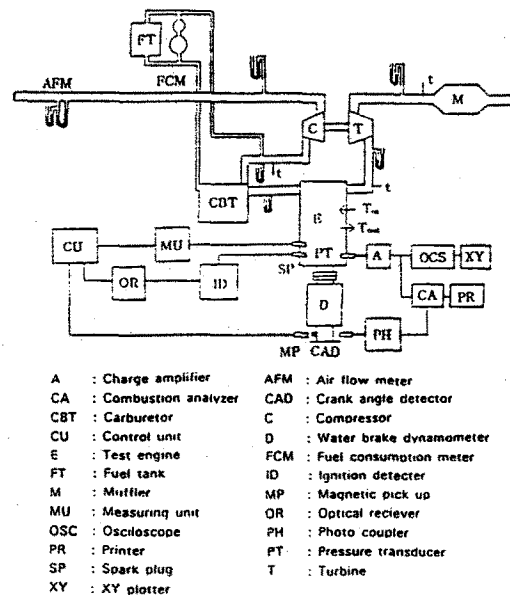 FT
AFM
FCM
t
M
C
T
t
t
CBT
E
Tin
Tout
CU
MU
PT
A
OCS
XY
SP
OR
ID
D
CA
PR
PH
MP CAD
A : Charge amplifier
CA : Combustion analyzer
CBT : Carburetor
CU : Control unit
E : Test engine
FT : Fuel tank
M : Muffler
MU : Measuring unit
OSC : Osciloscope
PR : Printer
SP : Spark plug
XY : XY plotter
AFM : Air flow meter
CAD : Crank angle detector
C : Compressor
D : Water brake dynamometer
FCM : Fuel consumption meter
ID : Ignition detecter
MP : Magnetic pick up
OR : Optical reciever
PH : Photo coupler
PT : Pressure transducer
T : Turbine